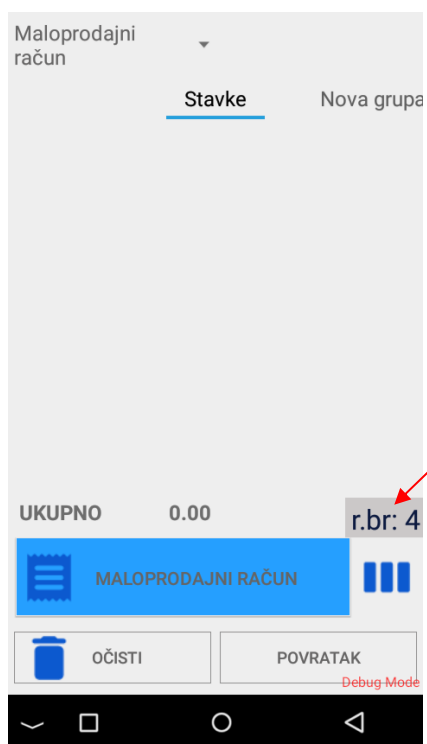 Maloprodajni
račun
Stavke
Nova grupa
UKUPNO 0.00
r.br: 4
MALOPRODAJNI RAČUN
OČISTI
POVRATAK
Debug Mode